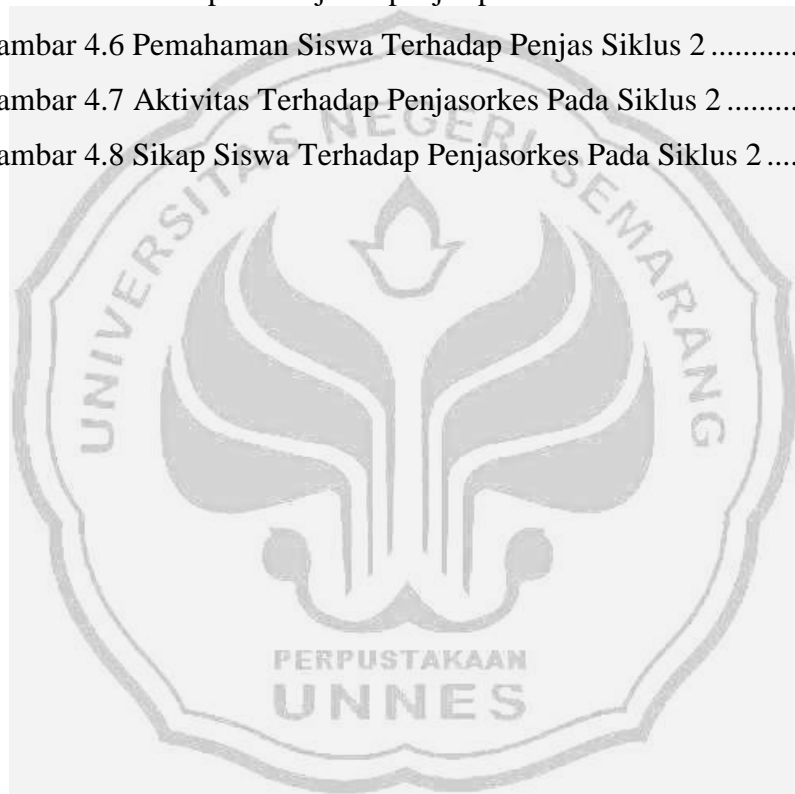 ambar 4.6 Pemahaman Siswa Terhadap Penjas Siklus 2 ...........
ambar 4.7 Aktivitas Terhadap Penjasorkes Pada Siklus 2 .........
ambar 4.8 Sikap Siswa Terhadap Penjasorkes Pada Siklus 2 ....
UNIVERSITAS NEGERI SEMARANG
PERPUSTAKAAN
UNNES